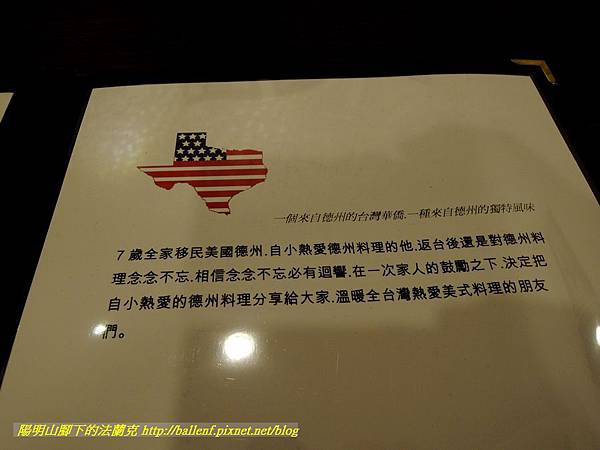 一個來自德州的台灣華僑.一種來自德州的獨特風味
7歲全家移民美國德州.自小熱愛德州料理的他.返台後還是對德州料
理念念不忘.相信念念不忘必有迴響.在一次家人的鼓勵之下.決定把
自小熱愛的德州料理分享給大家.溫暖全台灣熱愛美式料理的朋友
們。
陽明山腳下的法蘭克 http://ballenf.pixnet.net/blog